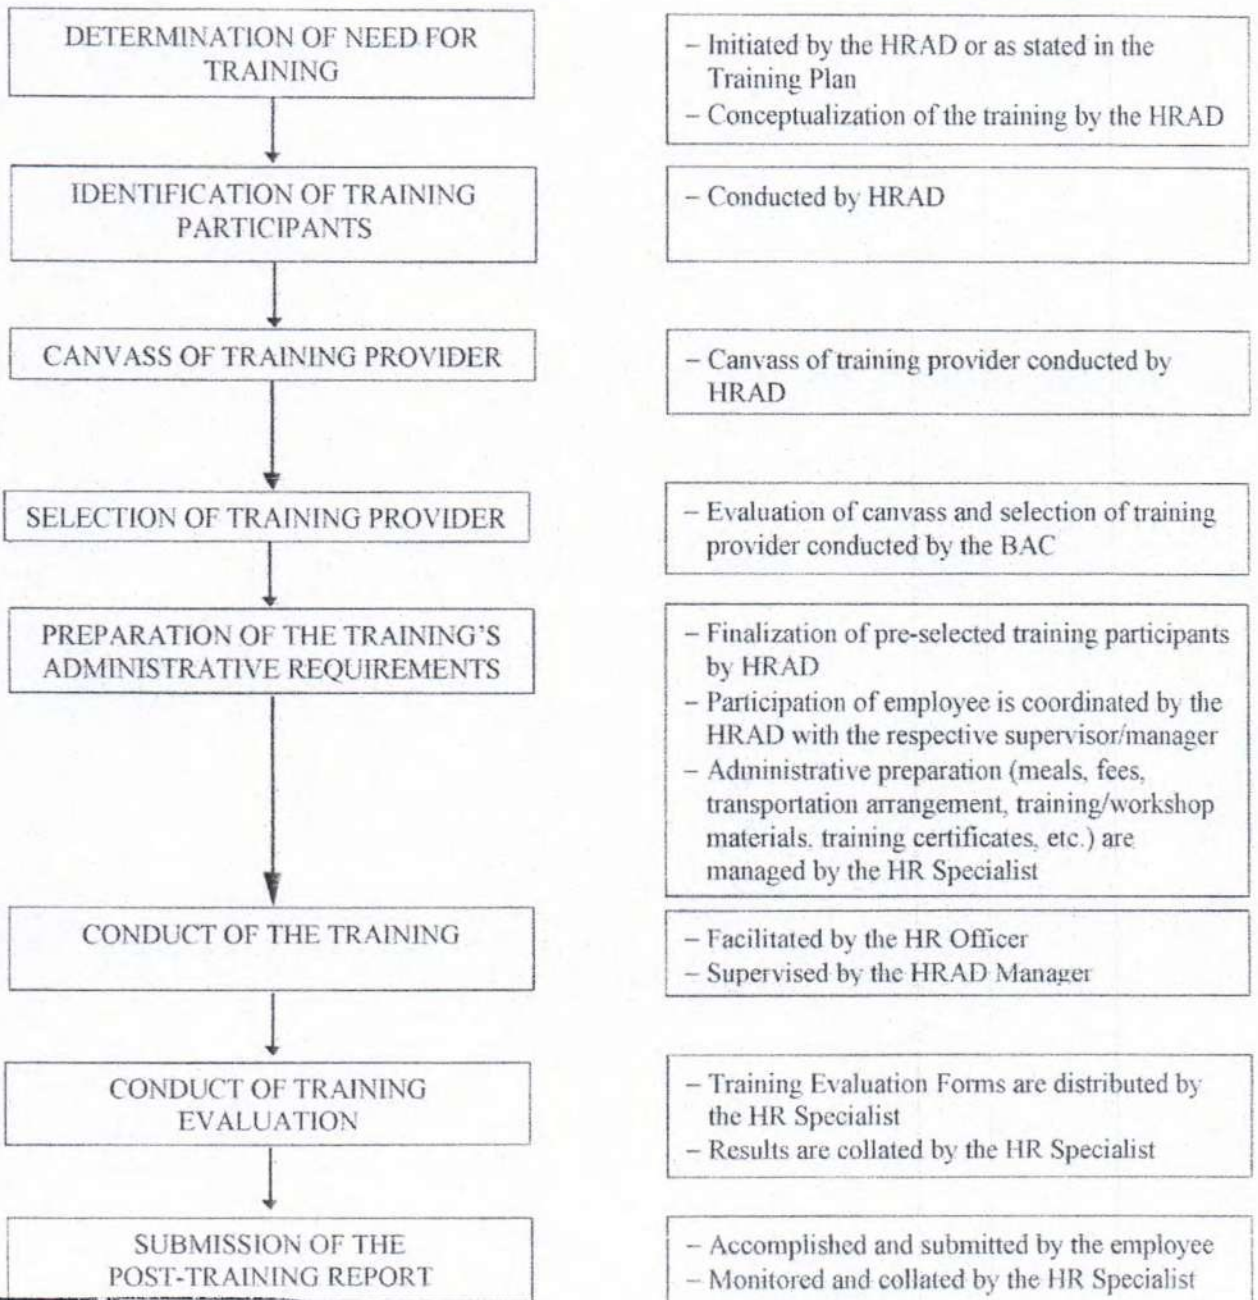 DETERMINATION OF NEED FOR
TRAINING
– Initiated by the HRAD or as stated in the
Training Plan
– Conceptualization of the training by the HRAD
IDENTIFICATION OF TRAINING
PARTICIPANTS
– Conducted by HRAD
CANVASS OF TRAINING PROVIDER
– Canvass of training provider conducted by
HRAD
SELECTION OF TRAINING PROVIDER
– Evaluation of canvass and selection of training
provider conducted by the BAC
PREPARATION OF THE TRAINING'S
ADMINISTRATIVE REQUIREMENTS
– Finalization of pre-selected training participants
by HRAD
– Participation of employee is coordinated by the
HRAD with the respective supervisor/manager
– Administrative preparation (meals, fees,
transportation arrangement, training/workshop
materials, training certificates, etc.) are
managed by the HR Specialist
CONDUCT OF THE TRAINING
– Facilitated by the HR Officer
– Supervised by the HRAD Manager
CONDUCT OF TRAINING
EVALUATION
– Training Evaluation Forms are distributed by
the HR Specialist
– Results are collated by the HR Specialist
SUBMISSION OF THE
POST-TRAINING REPORT
– Accomplished and submitted by the employee
– Monitored and collated by the HR Specialist